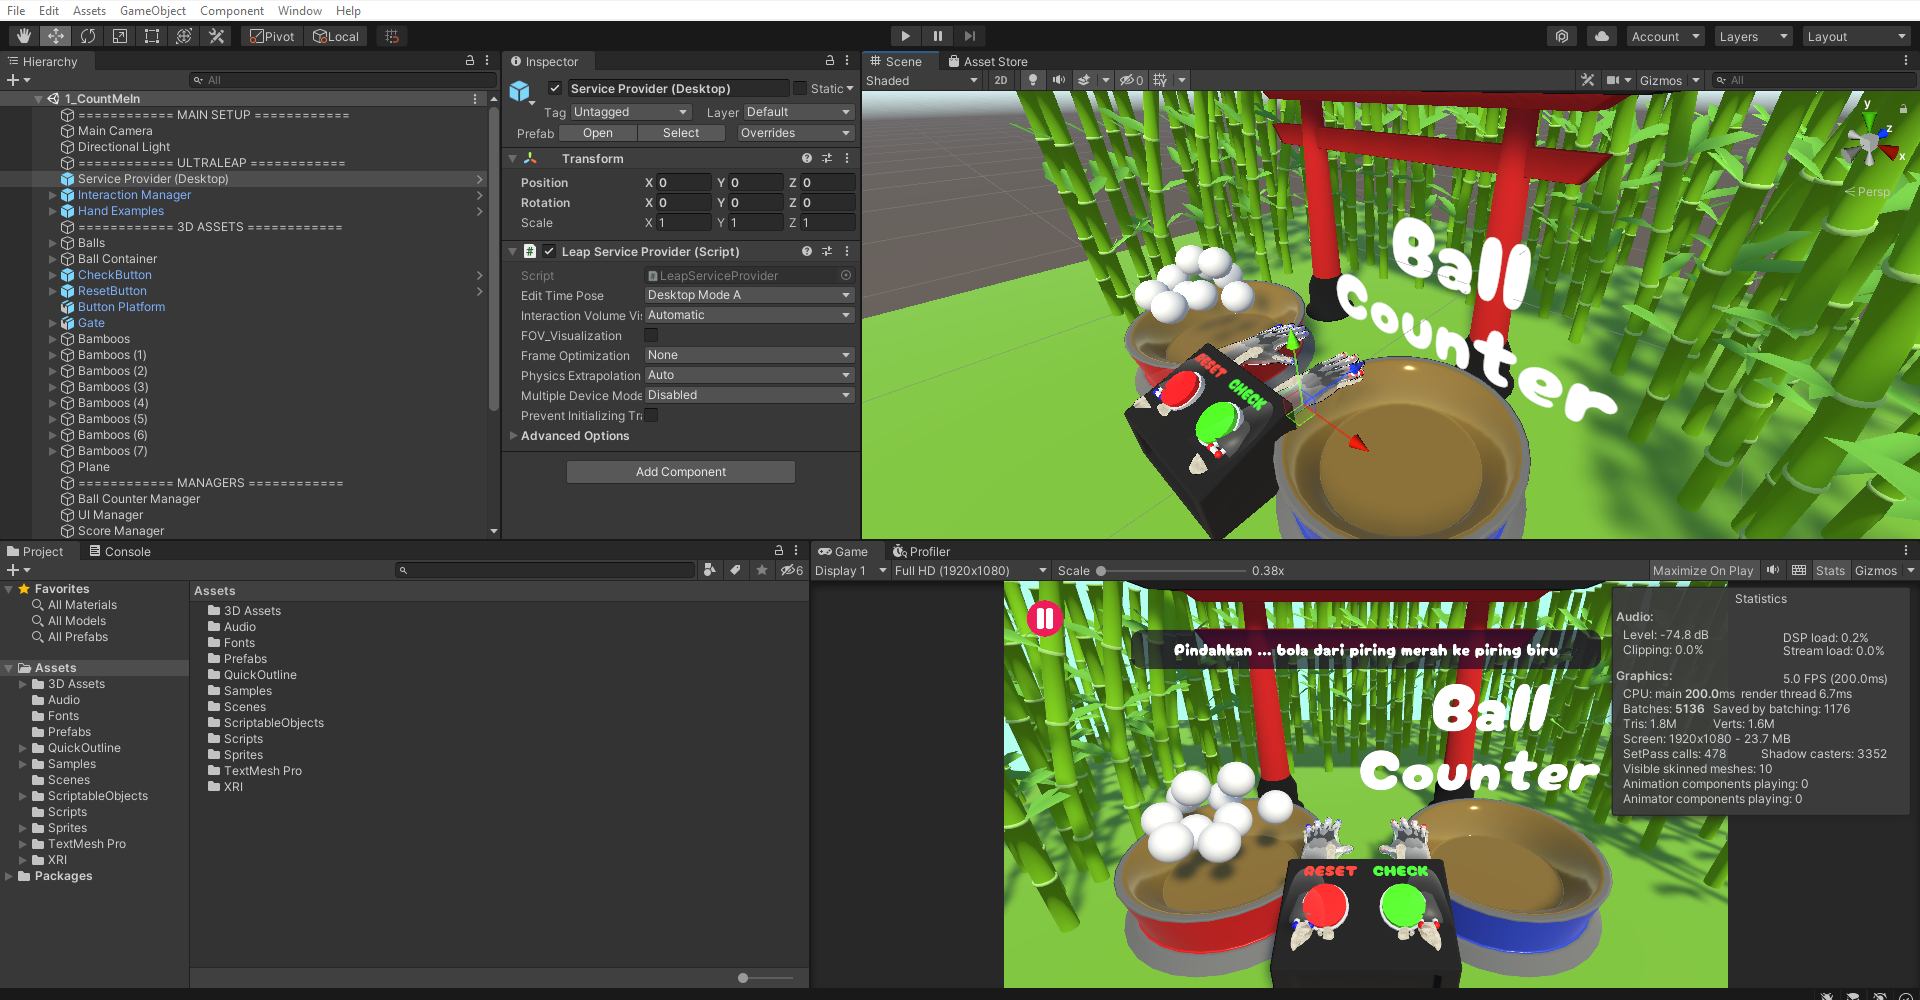 File Edit Assets GameObject Component Window Help
Pivot Local Account Layers Layout
Hierarchy
All
1_CountMeIn
============ MAIN SETUP ============
Main Camera
Directional Light
============ ULTRALEAP ============
Service Provider (Desktop)
Interaction Manager
Hand Examples
============ 3D ASSETS ============
Balls
Ball Container
CheckButton
ResetButton
Button Platform
Gate
Bamboos
Bamboos (1)
Bamboos (2)
Bamboos (3)
Bamboos (4)
Bamboos (5)
Bamboos (6)
Bamboos (7)
Plane
============ MANAGERS ============
Ball Counter Manager
UI Manager
Score Manager
Inspector
Service Provider (Desktop) Static
Tag Untagged Layer Default
Prefab Open Select Overrides
Transform
Position X 0 Y 0 Z 0
Rotation X 0 Y 0 Z 0
Scale X 1 Y 1 Z 1
# Leap Service Provider (Script)
Script LeapServiceProvider
Edit Time Pose Desktop Mode A
Interaction Volume Vi Automatic
FOV_Visualization
Frame Optimization None
Physics Extrapolation Auto
Multiple Device Mode Disabled
Prevent Initializing Tr
Advanced Options
Add Component
Scene Asset Store
Shaded 2D 0 Gizmos All
y
z
x
Persp
Ball
Counter
RESET
CHECK
Project Console
6
Favorites
All Materials
All Models
All Prefabs
Assets
3D Assets
Audio
Fonts
Prefabs
QuickOutline
Samples
Scenes
ScriptableObjects
Scripts
Sprites
TextMesh Pro
XRI
Packages
Assets
3D Assets
Audio
Fonts
Prefabs
QuickOutline
Samples
Scenes
ScriptableObjects
Scripts
Sprites
TextMesh Pro
XRI
Game Profiler
Display 1 Full HD (1920x1080) Scale 0.38x Maximize On Play Stats Gizmos
Pindahkan ... bola dari piring merah ke piring biru
Ball
Counter
RESET CHECK
Statistics
Audio:
Level: -74.8 dB DSP load: 0.2%
Clipping: 0.0% Stream load: 0.0%
Graphics: 5.0 FPS (200.0ms)
CPU: main 200.0ms render thread 6.7ms
Batches: 5136 Saved by batching: 1176
Tris: 1.8M Verts: 1.6M
Screen: 1920x1080 - 23.7 MB
SetPass calls: 478 Shadow casters: 3352
Visible skinned meshes: 10
Animation components playing: 0
Animator components playing: 0